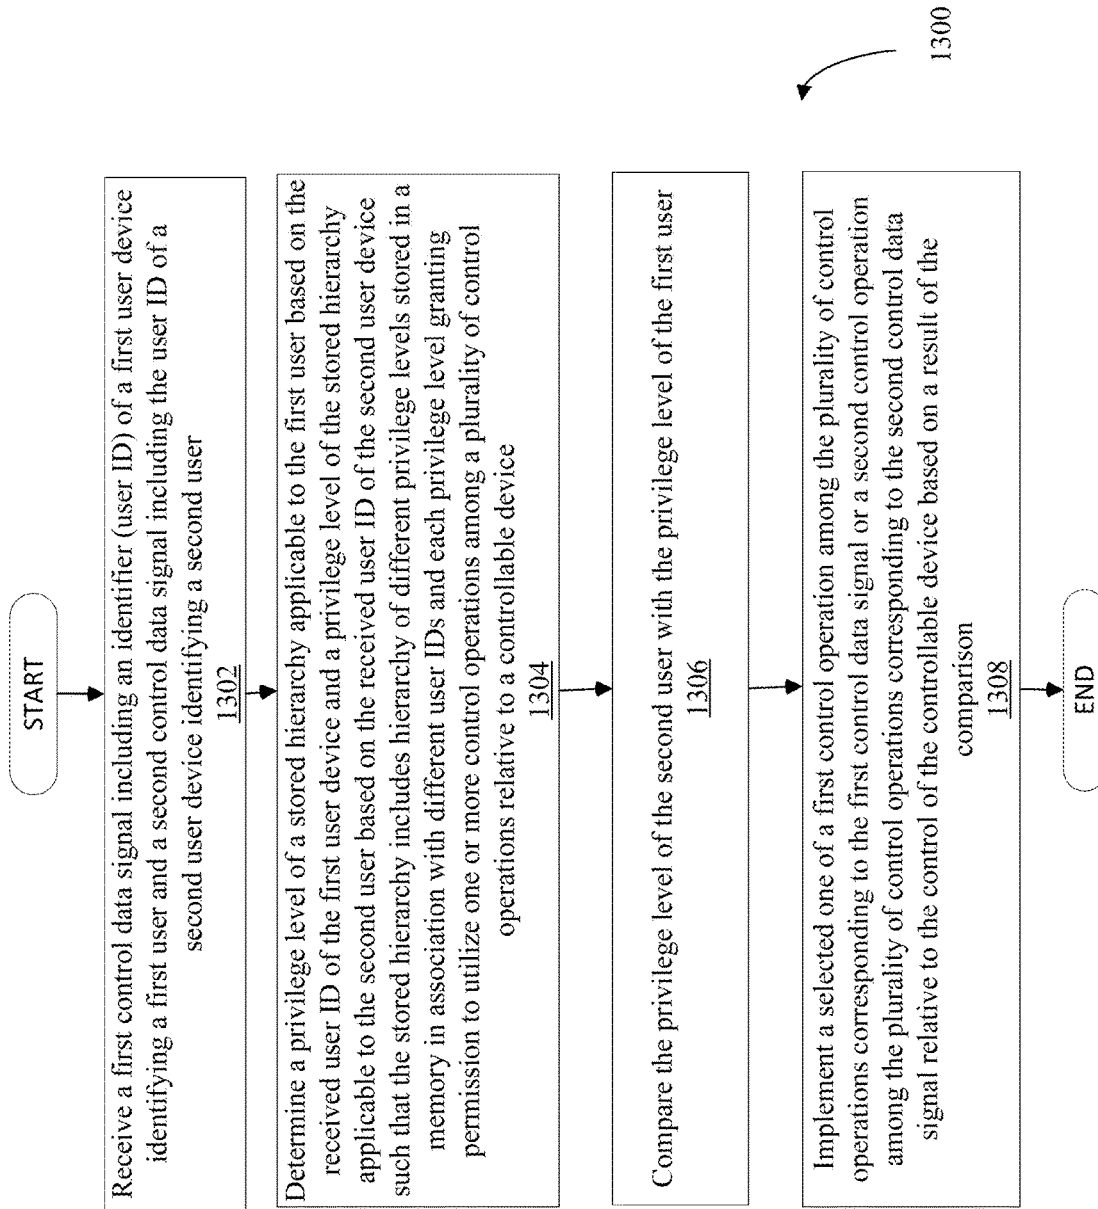 START
Receive a first control data signal including an identifier (user ID) of a first user device
identifying a first user and a second control data signal including the user ID of a
second user device identifying a second user
1302
Determine a privilege level of a stored hierarchy applicable to the first user based on the
received user ID of the first user device and a privilege level of the stored hierarchy
applicable to the second user based on the received user ID of the second user device
such that the stored hierarchy includes hierarchy of different privilege levels stored in a
memory in association with different user IDs and each privilege level granting
permission to utilize one or more control operations among a plurality of control
operations relative to a controllable device
1304
Compare the privilege level of the second user with the privilege level of the first user
1306
Implement a selected one of a first control operation among the plurality of control
operations corresponding to the first control data signal or a second control operation
among the plurality of control operations corresponding to the second control data
signal relative to the control of the controllable device based on a result of the
comparison
1308
END
1300